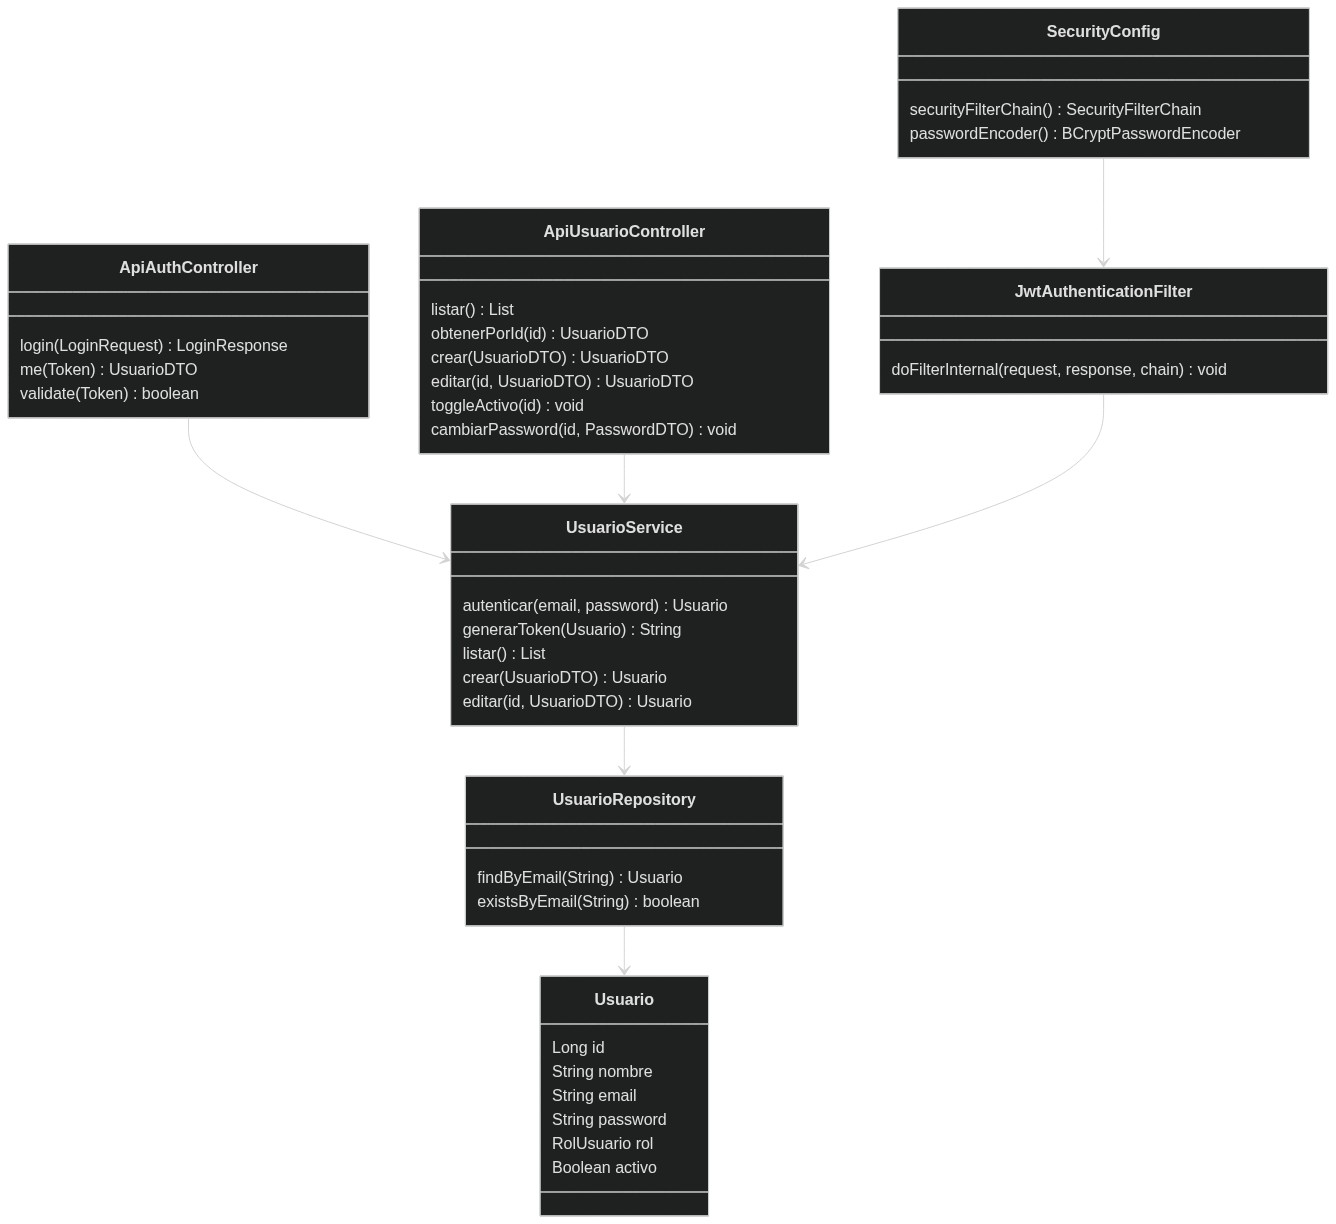 SecurityConfig
securityFilterChain() : SecurityFilterChain
passwordEncoder() : BCryptPasswordEncoder
ApiUsuarioController
listar() : List
obtenerPorId(id) : UsuarioDTO
crear(UsuarioDTO) : UsuarioDTO
editar(id, UsuarioDTO) : UsuarioDTO
toggleActivo(id) : void
cambiarPassword(id, PasswordDTO) : void
ApiAuthController
login(LoginRequest) : LoginResponse
me(Token) : UsuarioDTO
validate(Token) : boolean
JwtAuthenticationFilter
doFilterInternal(request, response, chain) : void
UsuarioService
autenticar(email, password) : Usuario
generarToken(Usuario) : String
listar() : List
crear(UsuarioDTO) : Usuario
editar(id, UsuarioDTO) : Usuario
UsuarioRepository
findByEmail(String) : Usuario
existsByEmail(String) : boolean
Usuario
Long id
String nombre
String email
String password
RolUsuario rol
Boolean activo